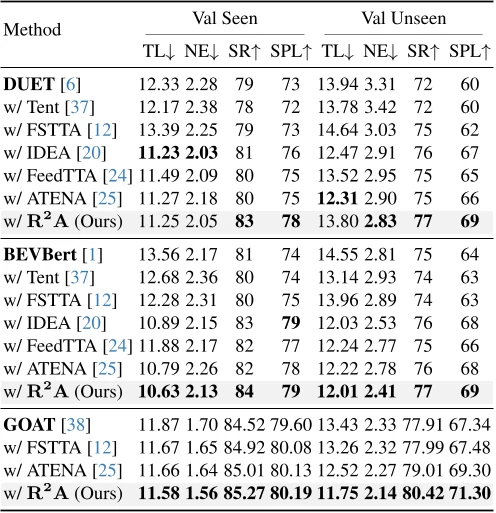 Method Val Seen Val Unseen
TL↓ NE↓ SR↑ SPL↑ TL↓ NE↓ SR↑ SPL↑
DUET [6] 12.33 2.28 79 73 13.94 3.31 72 60
w/ Tent [37] 12.17 2.38 78 72 13.78 3.42 72 60
w/ FSTTA [12] 13.39 2.25 79 73 14.64 3.03 75 62
w/ IDEA [20] 11.23 2.03 81 76 12.47 2.91 76 67
w/ FeedTTA [24] 11.49 2.09 80 75 13.52 2.95 75 65
w/ ATENA [25] 11.27 2.18 80 75 12.31 2.90 75 66
w/ R²A (Ours) 11.25 2.05 83 78 13.80 2.83 77 69
BEVBert [1] 13.56 2.17 81 74 14.55 2.81 75 64
w/ Tent [37] 12.68 2.36 80 74 13.14 2.93 74 63
w/ FSTTA [12] 12.28 2.31 80 75 13.96 2.89 74 63
w/ IDEA [20] 10.89 2.15 83 79 12.03 2.53 76 68
w/ FeedTTA [24] 11.88 2.17 82 77 12.24 2.77 75 66
w/ ATENA [25] 10.79 2.26 82 78 12.22 2.78 76 68
w/ R²A (Ours) 10.63 2.13 84 79 12.01 2.41 77 69
GOAT [38] 11.87 1.70 84.52 79.60 13.43 2.33 77.91 67.34
w/ FSTTA [12] 11.67 1.65 84.92 80.08 13.26 2.32 77.99 67.48
w/ ATENA [25] 11.66 1.64 85.01 80.13 12.52 2.27 79.01 69.30
w/ R²A (Ours) 11.58 1.56 85.27 80.19 11.75 2.14 80.42 71.30